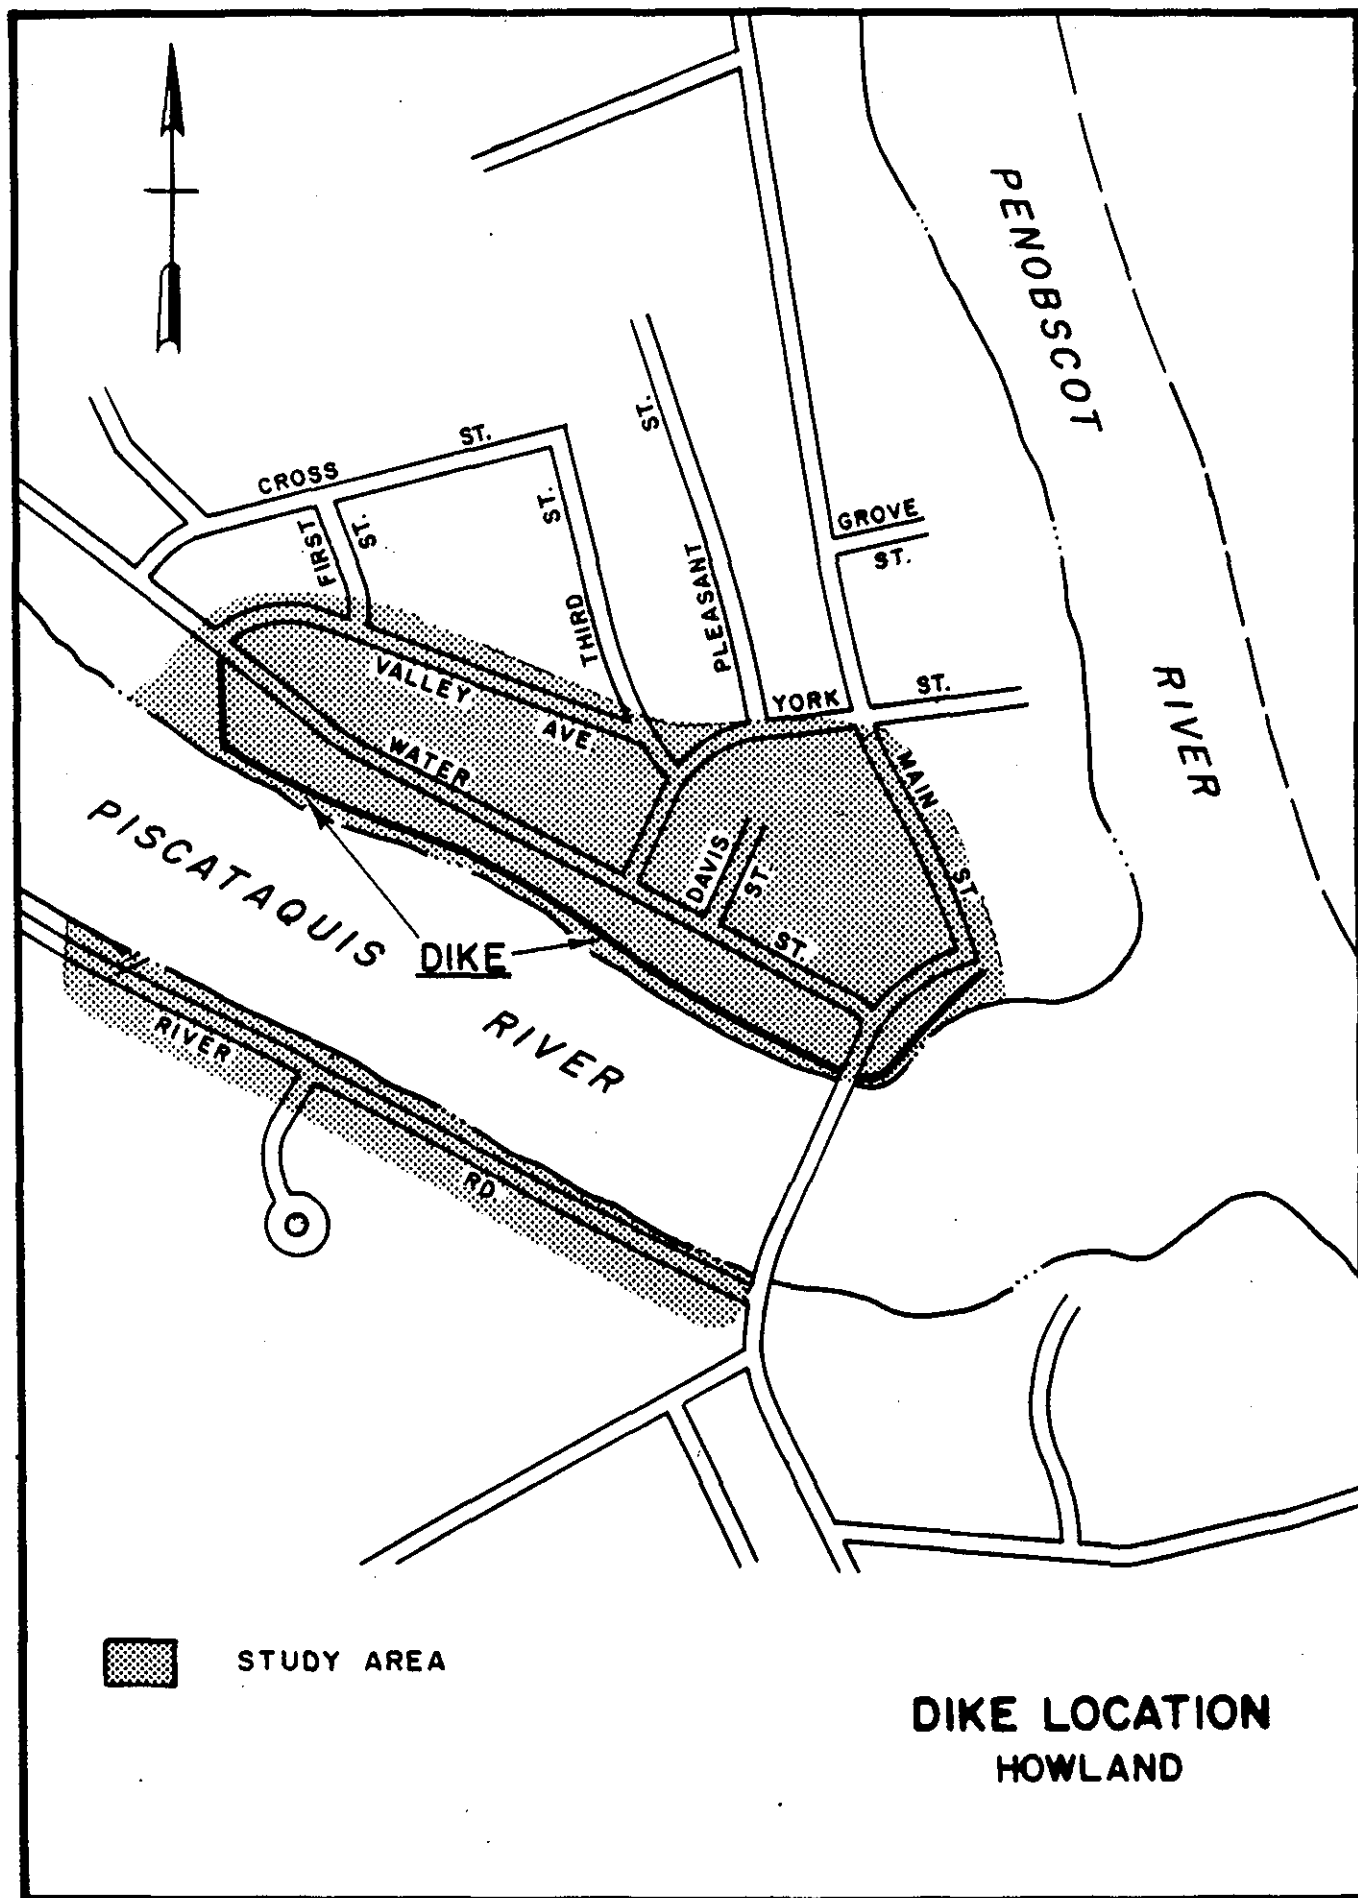 PENOBSCOT
RIVER
CROSS ST.
FIRST ST.
THIRD ST.
PLEASANT ST.
GROVE
ST.
YORK ST.
VALLEY AVE.
WATER ST.
MAIN ST.
DAVIS
ST.
PISCATAQUIS
RIVER
DIKE
RIVER RD.
STUDY AREA
DIKE LOCATION
HOWLAND